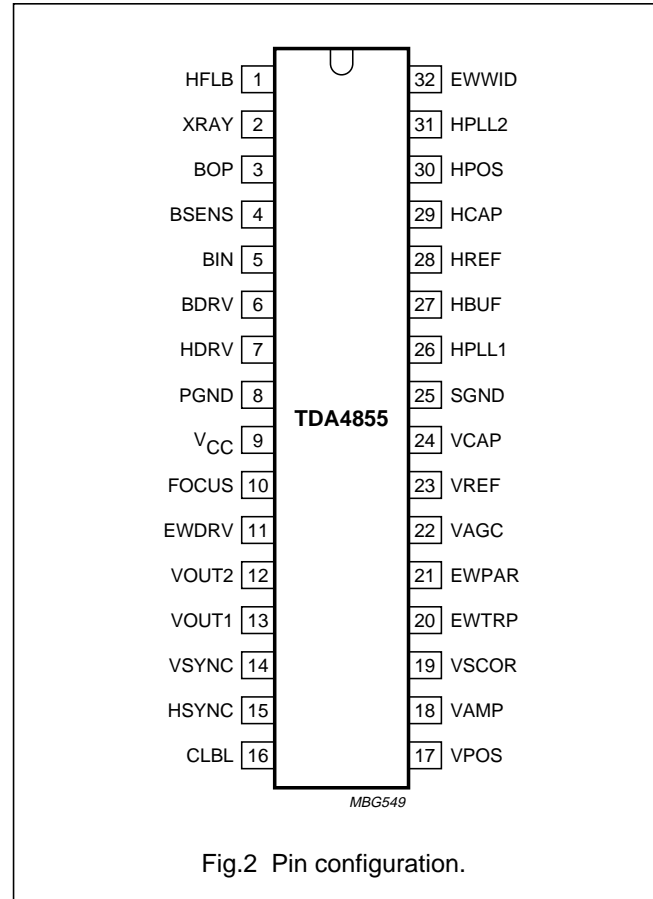 HFLB 1 32 EWWID
XRAY 2 31 HPLL2
BOP 3 30 HPOS
BSENS 4 29 HCAP
BIN 5 28 HREF
BDRV 6 27 HBUF
HDRV 7 26 HPLL1
PGND 8 25 SGND
TDA4855
VCC 9 24 VCAP
FOCUS 10 23 VREF
EWDRV 11 22 VAGC
VOUT2 12 21 EWPAR
VOUT1 13 20 EWTRP
VSYNC 14 19 VSCOR
HSYNC 15 18 VAMP
CLBL 16 17 VPOS
MBG549
Fig.2 Pin configuration.